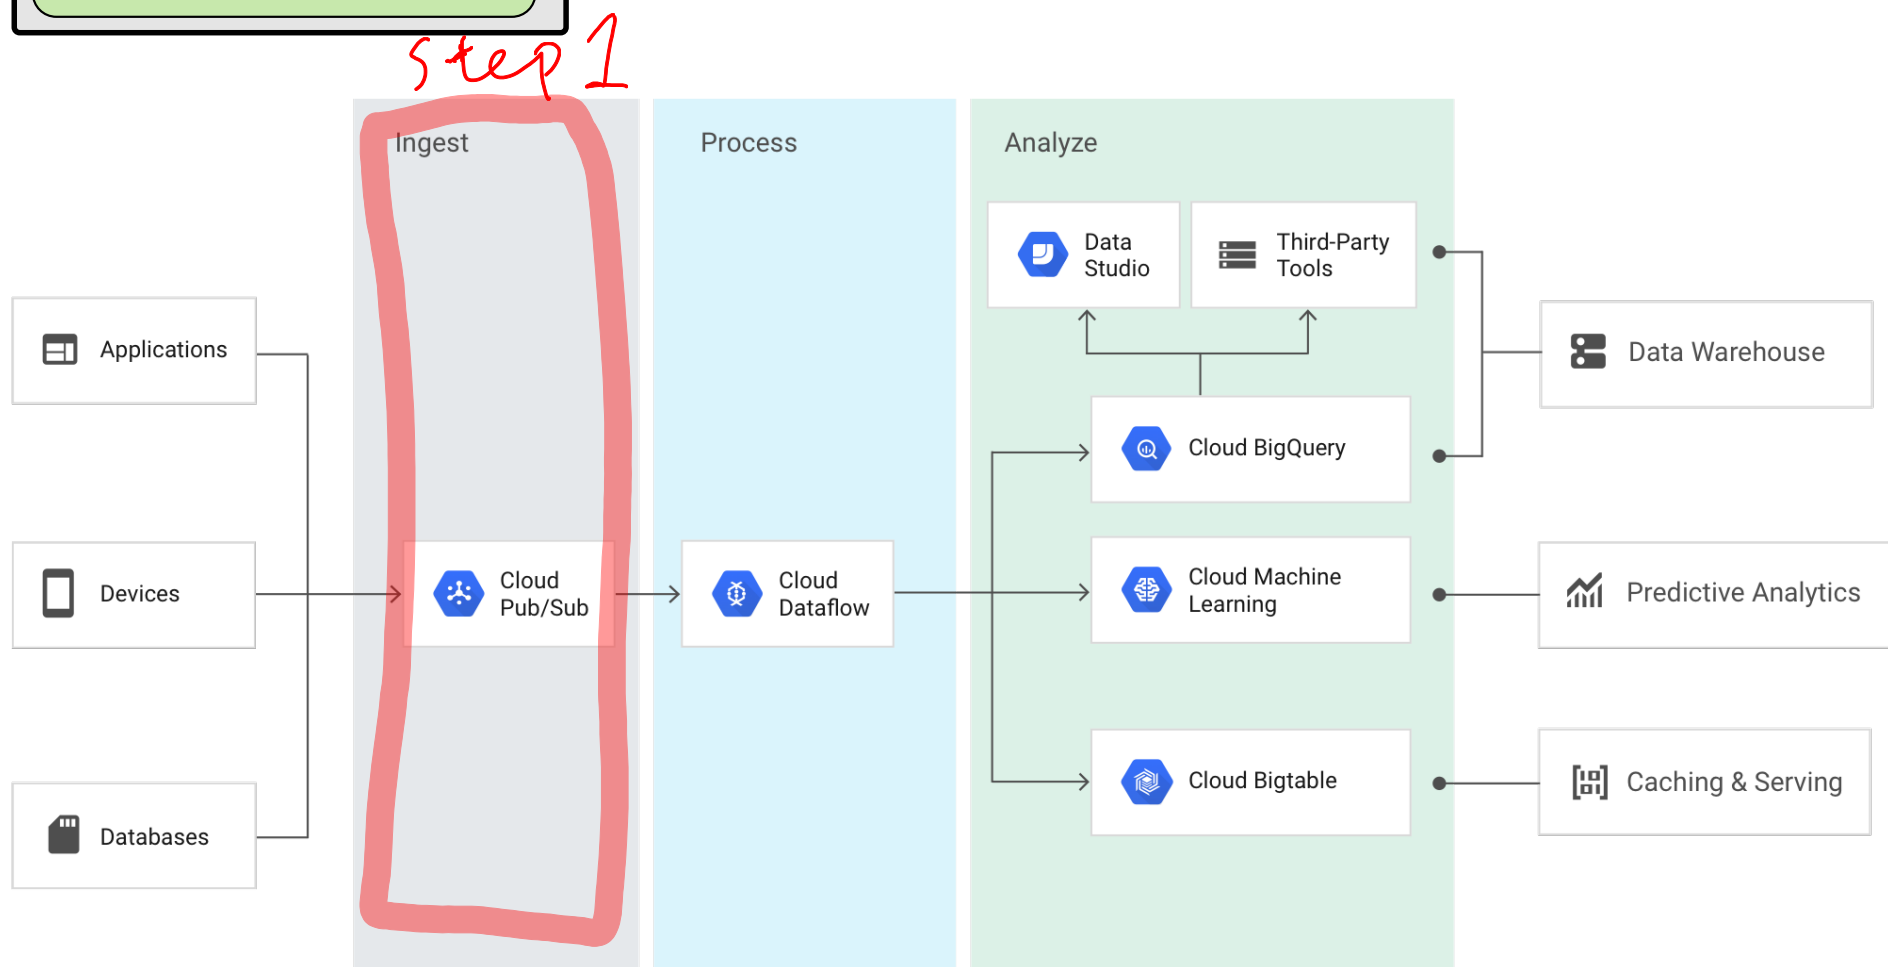 step 1
Ingest
Process
Analyze
Data
Studio
Third-Party
Tools
Applications
Data Warehouse
Cloud BigQuery
Devices
Cloud
Pub/Sub
Cloud
Dataflow
Cloud Machine
Learning
Predictive Analytics
Databases
Cloud Bigtable
Caching & Serving